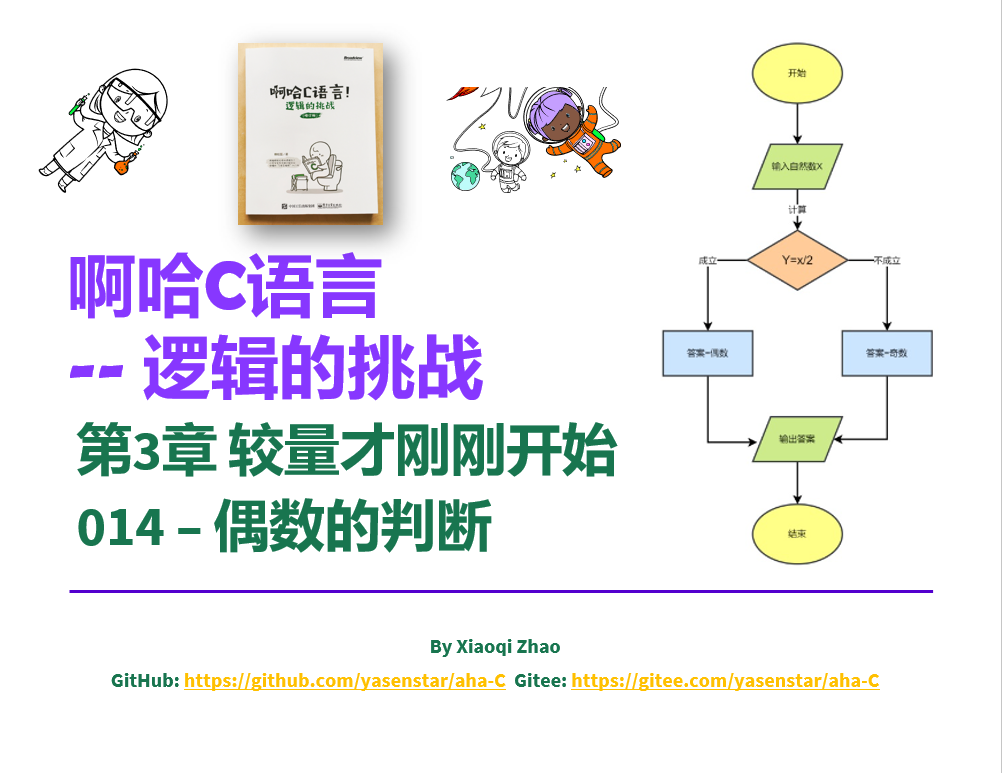 啊哈C语言!
逻辑的挑战
啊哈C语言
-- 逻辑的挑战
第3章 较量才刚刚开始
014 – 偶数的判断
开始
输入自然数X
计算
Y=x/2
成立
不成立
答案=偶数
答案=奇数
输出答案
结束
By Xiaoqi Zhao
GitHub: https://github.com/yasenstar/aha-C Gitee: https://gitee.com/yasenstar/aha-C